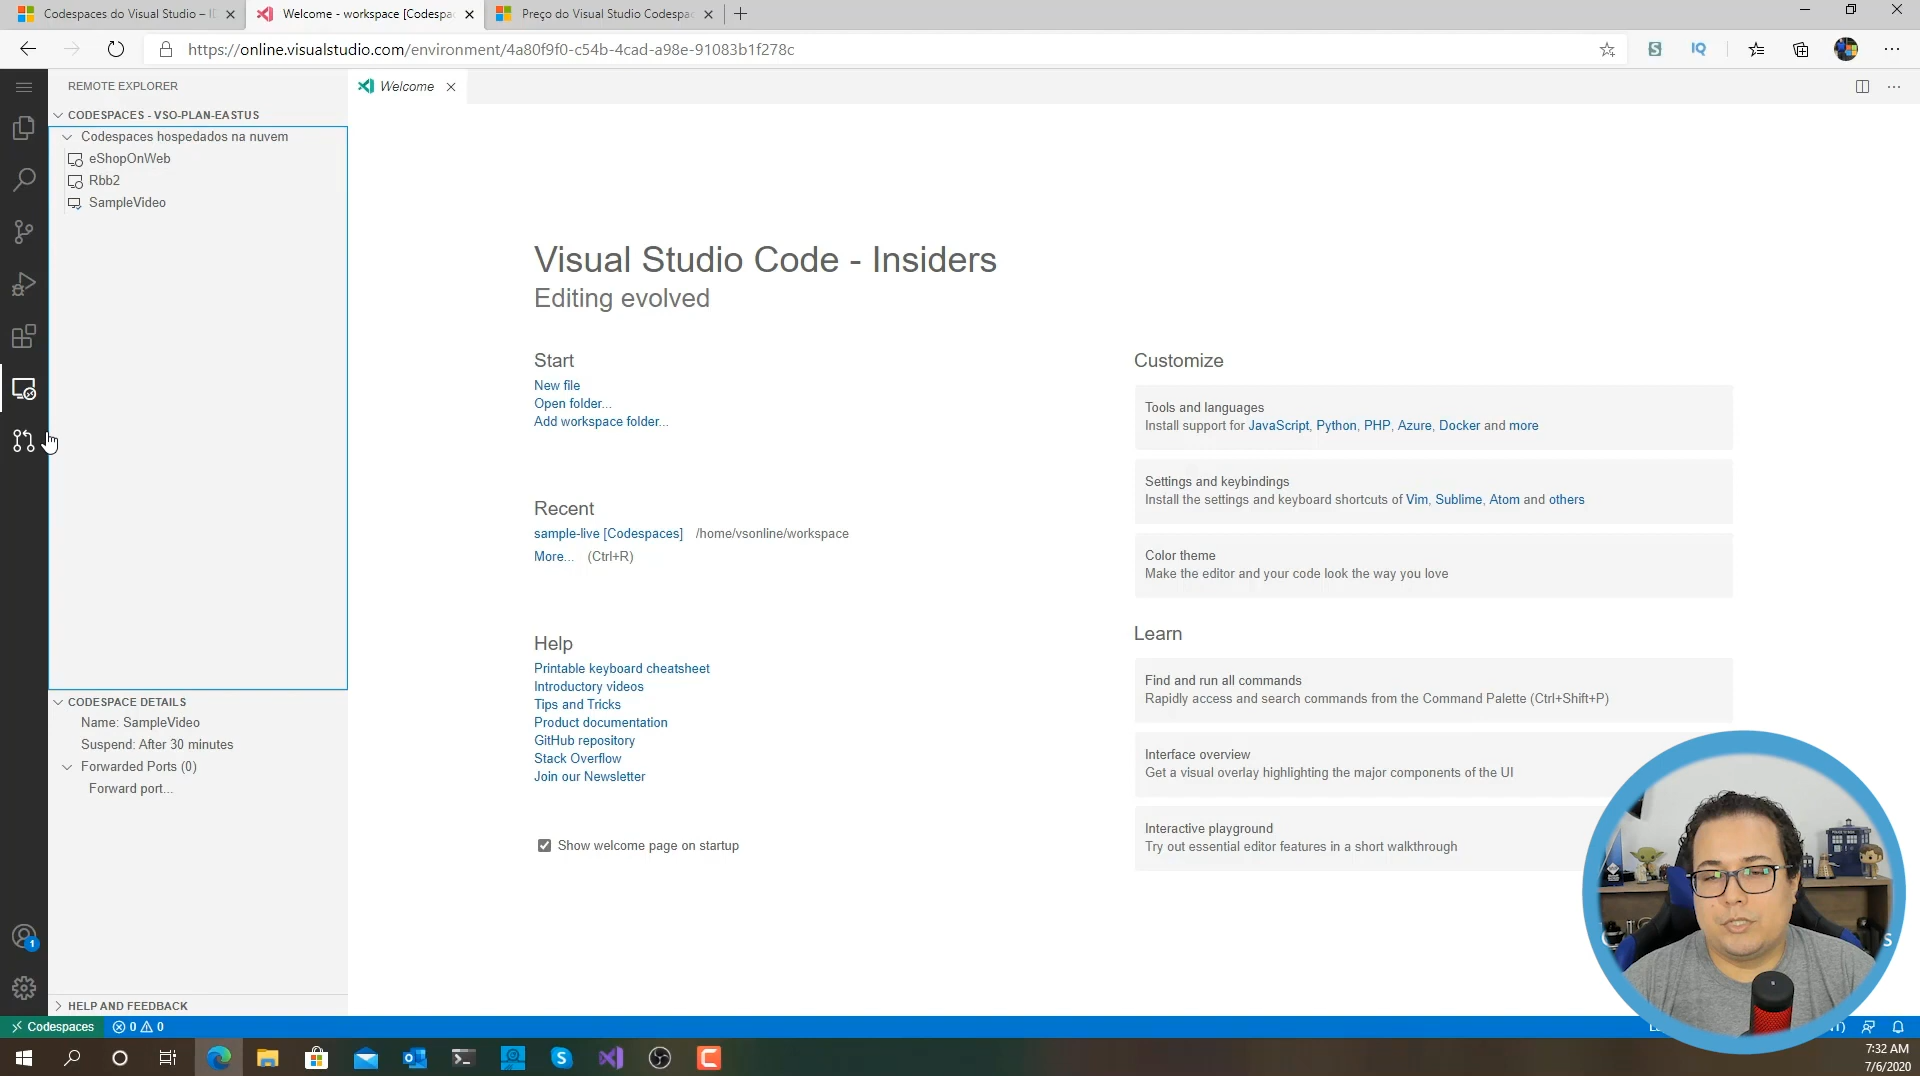 Codespaces do Visual Studio – I
Welcome - workspace [Codespac
Preço do Visual Studio Codespac
https://online.visualstudio.com/environment/4a80f9f0-c54b-4cad-a98e-91083b1f278c
IQ
REMOTE EXPLORER
Welcome
CODESPACES - VSO-PLAN-EASTUS
Codespaces hospedados na nuvem
eShopOnWeb
Rbb2
SampleVideo
Visual Studio Code - Insiders
Editing evolved
Start
New file
Open folder...
Add workspace folder...
Recent
sample-live [Codespaces] /home/vsonline/workspace
More... (Ctrl+R)
Help
Printable keyboard cheatsheet
Introductory videos
Tips and Tricks
Product documentation
GitHub repository
Stack Overflow
Join our Newsletter
Show welcome page on startup
Customize
Tools and languages
Install support for JavaScript, Python, PHP, Azure, Docker and more
Settings and keybindings
Install the settings and keyboard shortcuts of Vim, Sublime, Atom and others
Color theme
Make the editor and your code look the way you love
Learn
Find and run all commands
Rapidly access and search commands from the Command Palette (Ctrl+Shift+P)
Interface overview
Get a visual overlay highlighting the major components of the UI
Interactive playground
Try out essential editor features in a short walkthrough
CODESPACE DETAILS
Name: SampleVideo
Suspend: After 30 minutes
Forwarded Ports (0)
Forward port...
1
HELP AND FEEDBACK
Codespaces 0 0
7:32 AM
7/6/2020